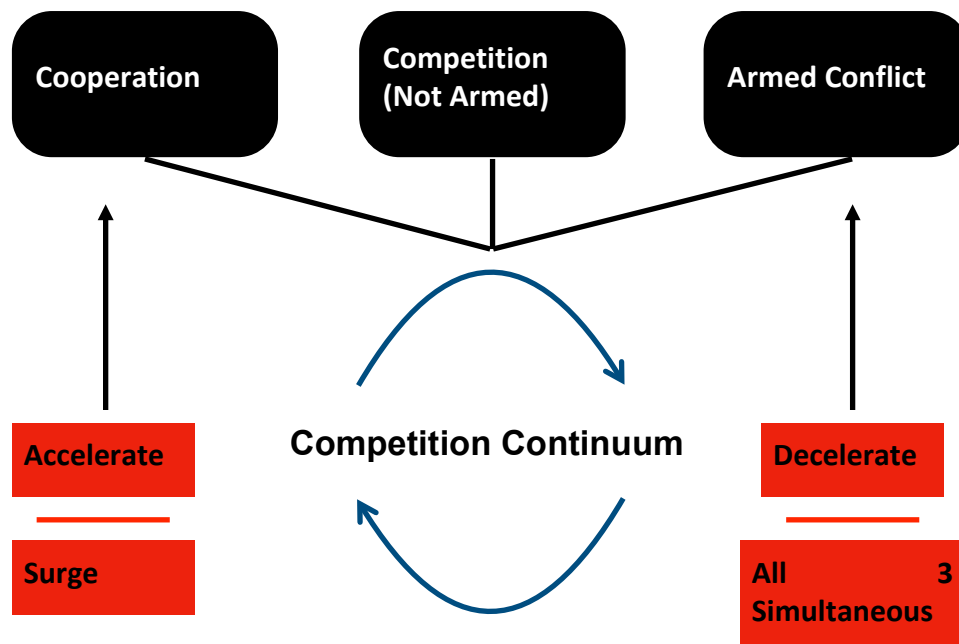 Cooperation
Competition
(Not Armed)
Armed Conflict
Accelerate
Competition Continuum
Decelerate
Surge
All 3
Simultaneous